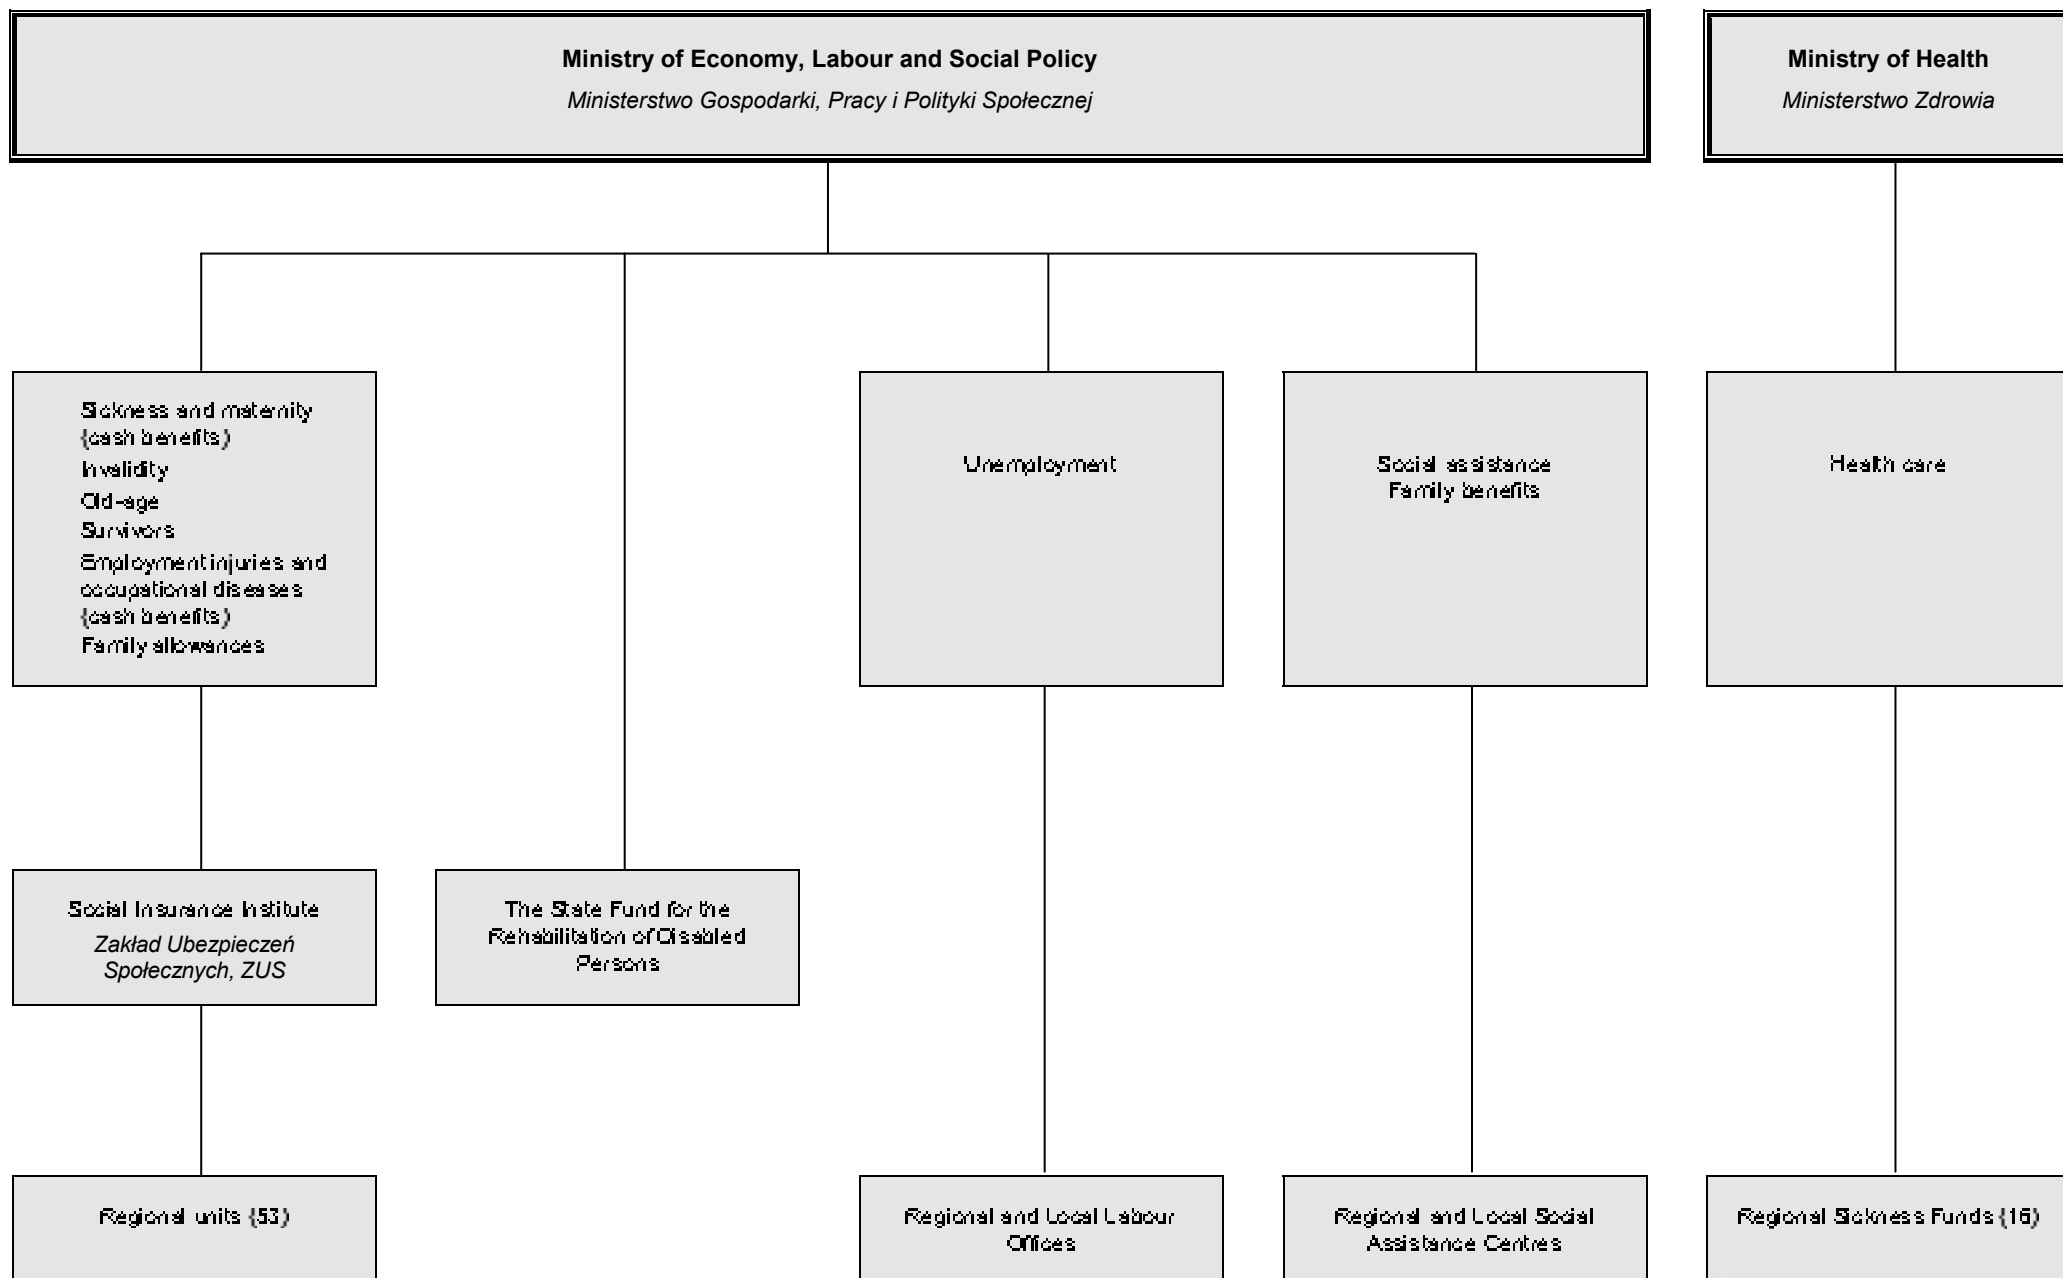 Ministry of Economy, Labour and Social Policy
Ministerstwo Gospodarki, Pracy i Polityki Społecznej
Ministry of Health
Ministerstwo Zdrowia
Sickness and maternity
(cash benefits)
Invalidity
Old-age
Survivors
Employment injuries and
occupational diseases
(cash benefits)
Family allowances
Unemployment
Social assistance
Family benefits
Health care
Social Insurance Institute
Zakład Ubezpieczeń
Społecznych, ZUS
The State Fund for the
Rehabilitation of Disabled
Persons
Regional units (53)
Regional and Local Labour
Offices
Regional and Local Social
Assistance Centres
Regional Sickness Funds (16)